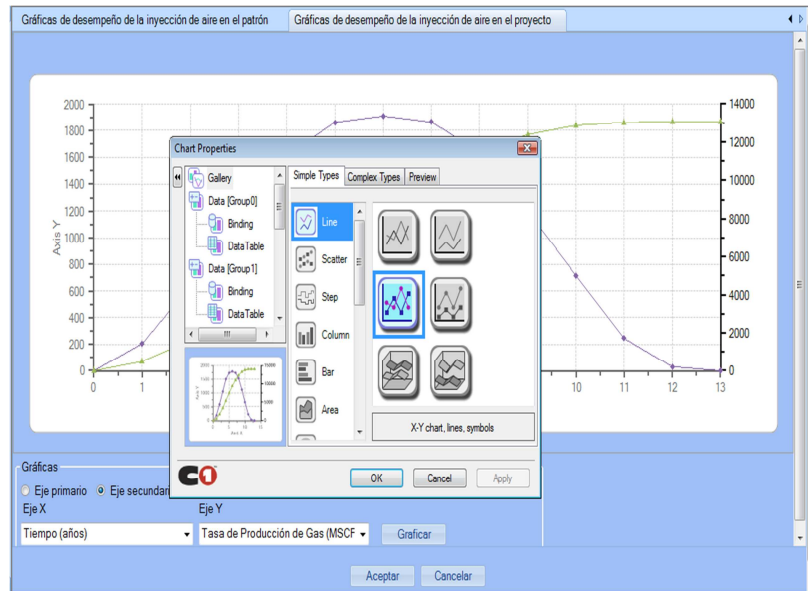 Gráficas de desempeño de la inyección de aire en el patrón
Gráficas de desempeño de la inyección de aire en el proyecto
2000
1800
1600
1400
1200
1000
800
600
400
200
0
Axis Y
14000
12000
10000
8000
6000
4000
2000
0
0 1 10 11 12 13
Chart Properties
Gallery
Data [Group0]
Binding
DataTable
Data [Group1]
Binding
DataTable
Simple Types Complex Types Preview
Line
Scatter
Step
Column
Bar
Area
X-Y chart, lines, symbols
C1
OK Cancel Apply
Gráficas
Eje primario Eje secundari
Eje X Eje Y
Tiempo (años) Tasa de Producción de Gas (MSCF Graficar
Aceptar Cancelar